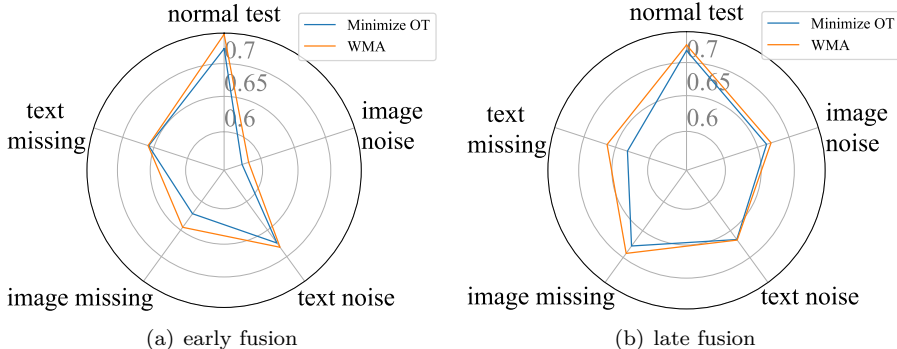 normal test
Minimize OT
WMA
0.7
0.65
0.6
text
missing
image
noise
image missing
text noise
(a) early fusion
normal test
Minimize OT
WMA
0.7
0.65
0.6
text
missing
image
noise
image missing
text noise
(b) late fusion